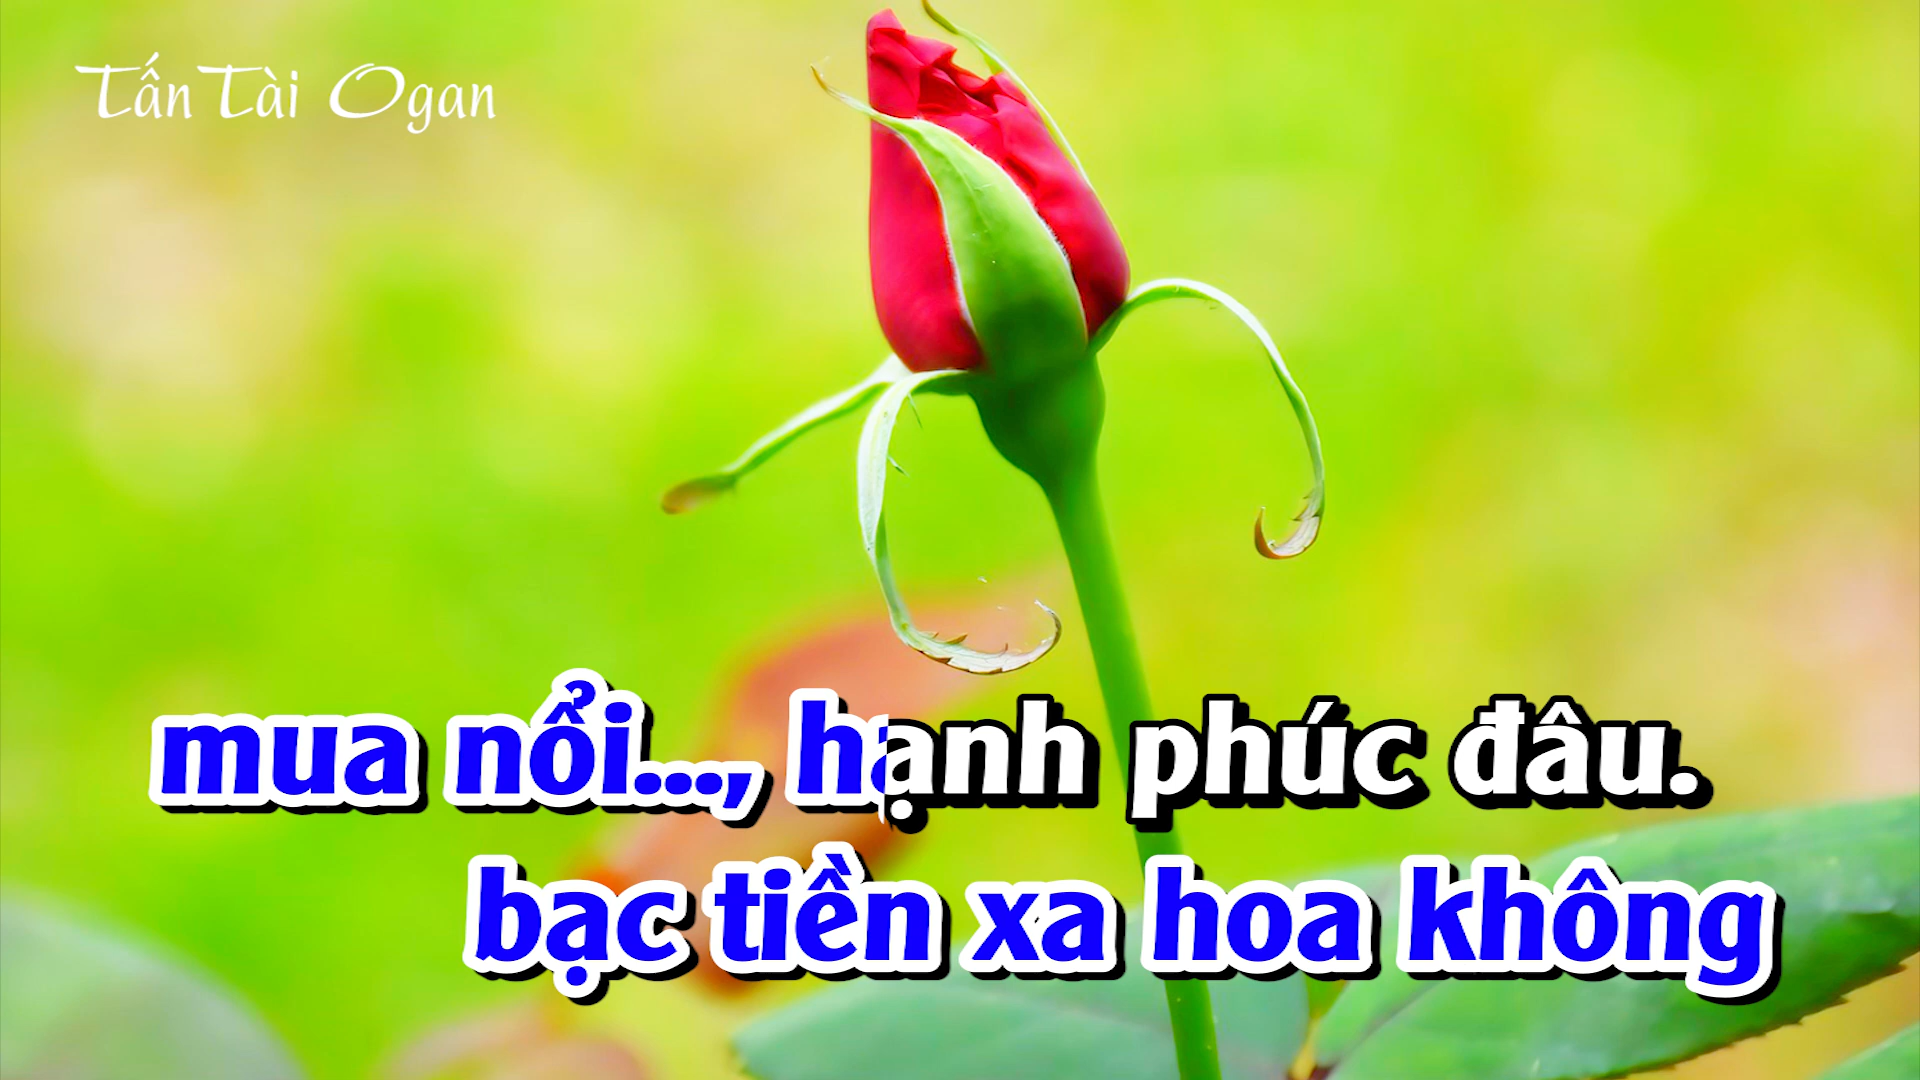 Tấn Tài Ogan
mua nổi..., hạnh phúc đâu.
bạc tiền xa hoa không